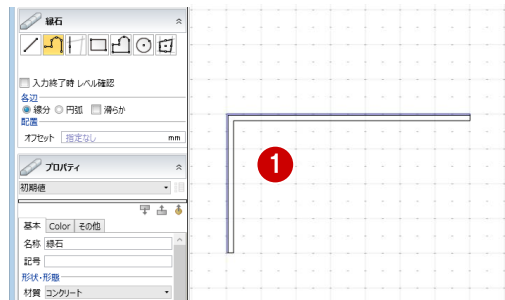 縁石
入力終了時 レベル確認
各辺
線分 円弧 滑らか
配置
オフセット 指定なし mm
プロパティ
初期値
基本 Color その他
名称 縁石
記号
形状・形態
材質 コンクリート
1